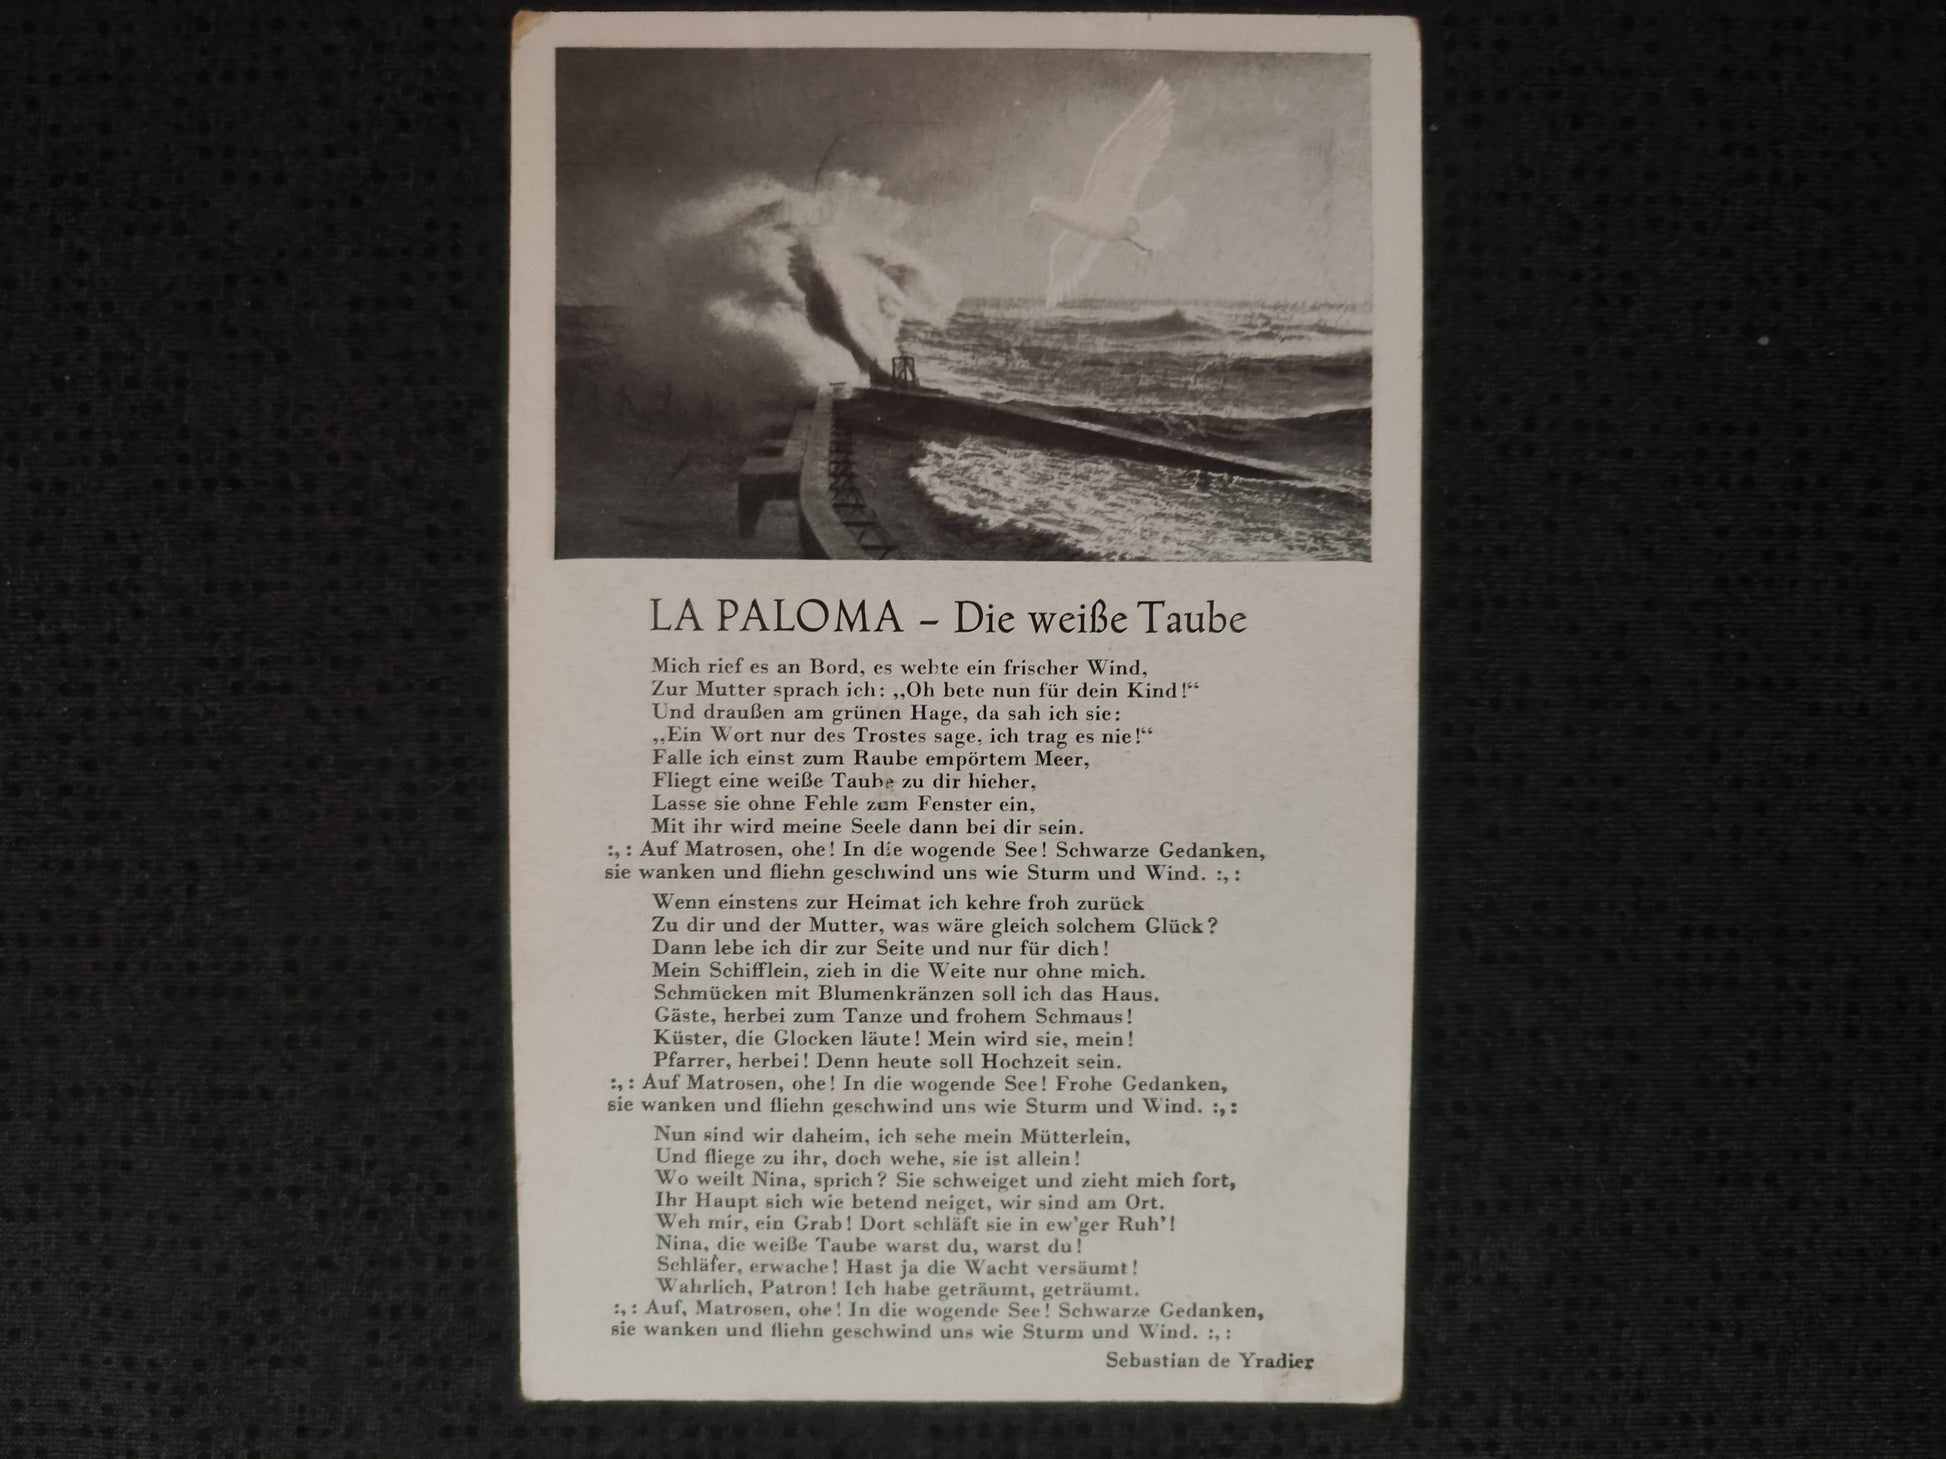 LA PALOMA – Die weiße Taube
Mich rief es an Bord, es wehte ein frischer Wind,
Zur Mutter sprach ich: „Oh bete nun für dein Kind!“
Und draußen am grünen Hage, da sah ich sie:
„Ein Wort nur des Trostes sage, ich trag es nie!“
Falle ich einst zum Raube empörtem Meer,
Fliegt eine weiße Taube zu dir hieher,
Lasse sie ohne Fehle zum Fenster ein,
Mit ihr wird meine Seele dann bei dir sein.
:,: Auf Matrosen, ohe! In die wogende See! Schwarze Gedanken,
sie wanken und fliehn geschwind uns wie Sturm und Wind. :,:
Wenn einstens zur Heimat ich kehre froh zurück
Zu dir und der Mutter, was wäre gleich solchem Glück?
Dann lebe ich dir zur Seite und nur für dich!
Mein Schifflein, zieh in die Weite nur ohne mich.
Schmücken mit Blumenkränzen soll ich das Haus.
Gäste, herbei zum Tanze und frohem Schmaus!
Küster, die Glocken läute! Mein wird sie, mein!
Pfarrer, herbei! Denn heute soll Hochzeit sein.
:,: Auf Matrosen, ohe! In die wogende See! Frohe Gedanken,
sie wanken und fliehn geschwind uns wie Sturm und Wind. :,:
Nun sind wir daheim, ich sehe mein Mütterlein,
Und fliege zu ihr, doch wehe, sie ist allein!
Wo weilt Nina, sprich? Sie schweiget und zieht mich fort,
Ihr Haupt sich wie betend neiget, wir sind am Ort.
Weh mir, ein Grab! Dort schläft sie in ew’ger Ruh’!
Nina, die weiße Taube warst du, warst du!
Schläfer, erwache! Hast ja die Wacht versäumt!
Wahrlich, Patron! Ich habe geträumt, geträumt.
:,: Auf, Matrosen, ohe! In die wogende See! Schwarze Gedanken,
sie wanken und fliehn geschwind uns wie Sturm und Wind. :,:
Sebastian de Yradier